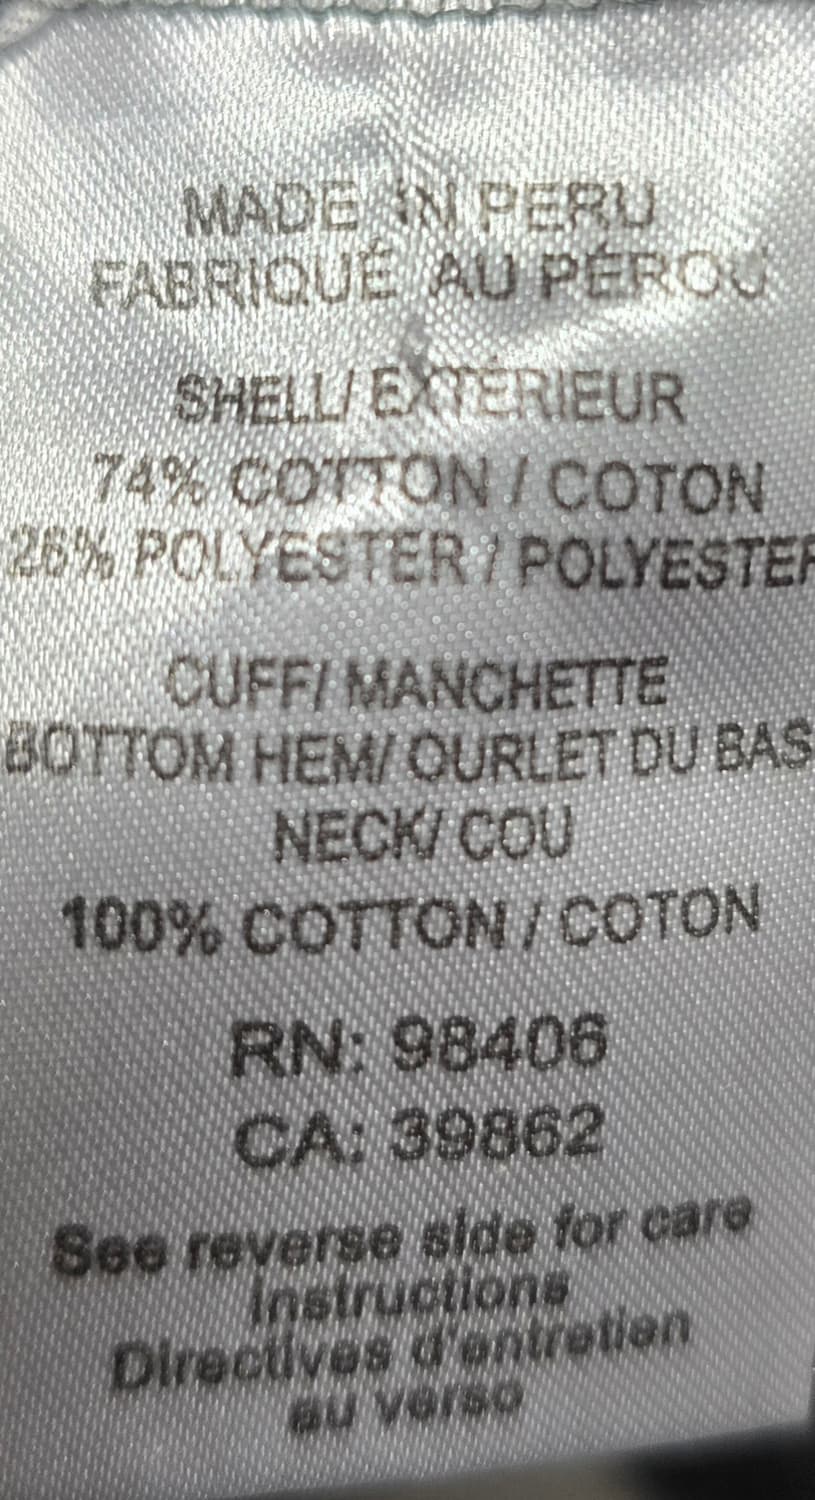 MADE IN PERU
FABRIQUÉ AU PÉROU
SHELL/ EXTÉRIEUR
74% COTTON / COTON
26% POLYESTER / POLYESTER
CUFF/ MANCHETTE
BOTTOM HEM/ OURLET DU BAS
NECK/ COU
100% COTTON / COTON
RN: 98406
CA: 39862
See reverse side for care
instructions
Directives d'entretien
au verso